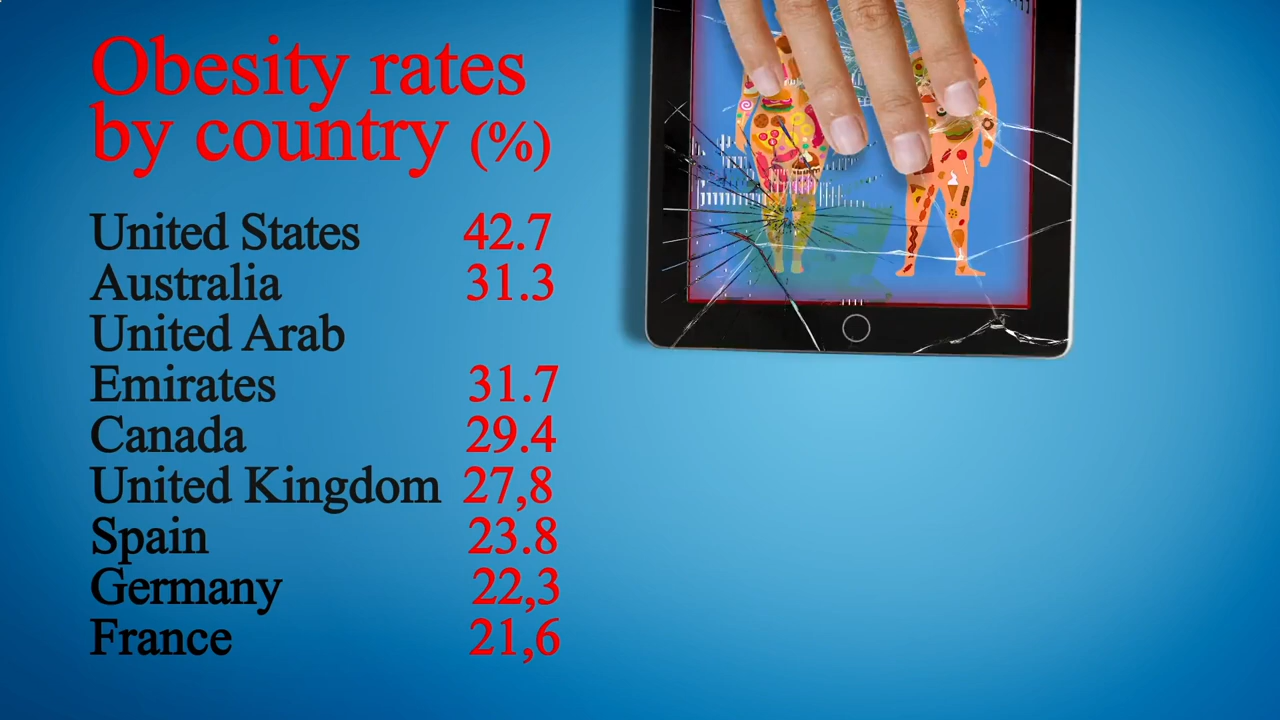 Obesity rates
by country (%)
United States 42.7
Australia 31.3
United Arab
Emirates 31.7
Canada 29.4
United Kingdom 27,8
Spain 23.8
Germany 22,3
France 21,6